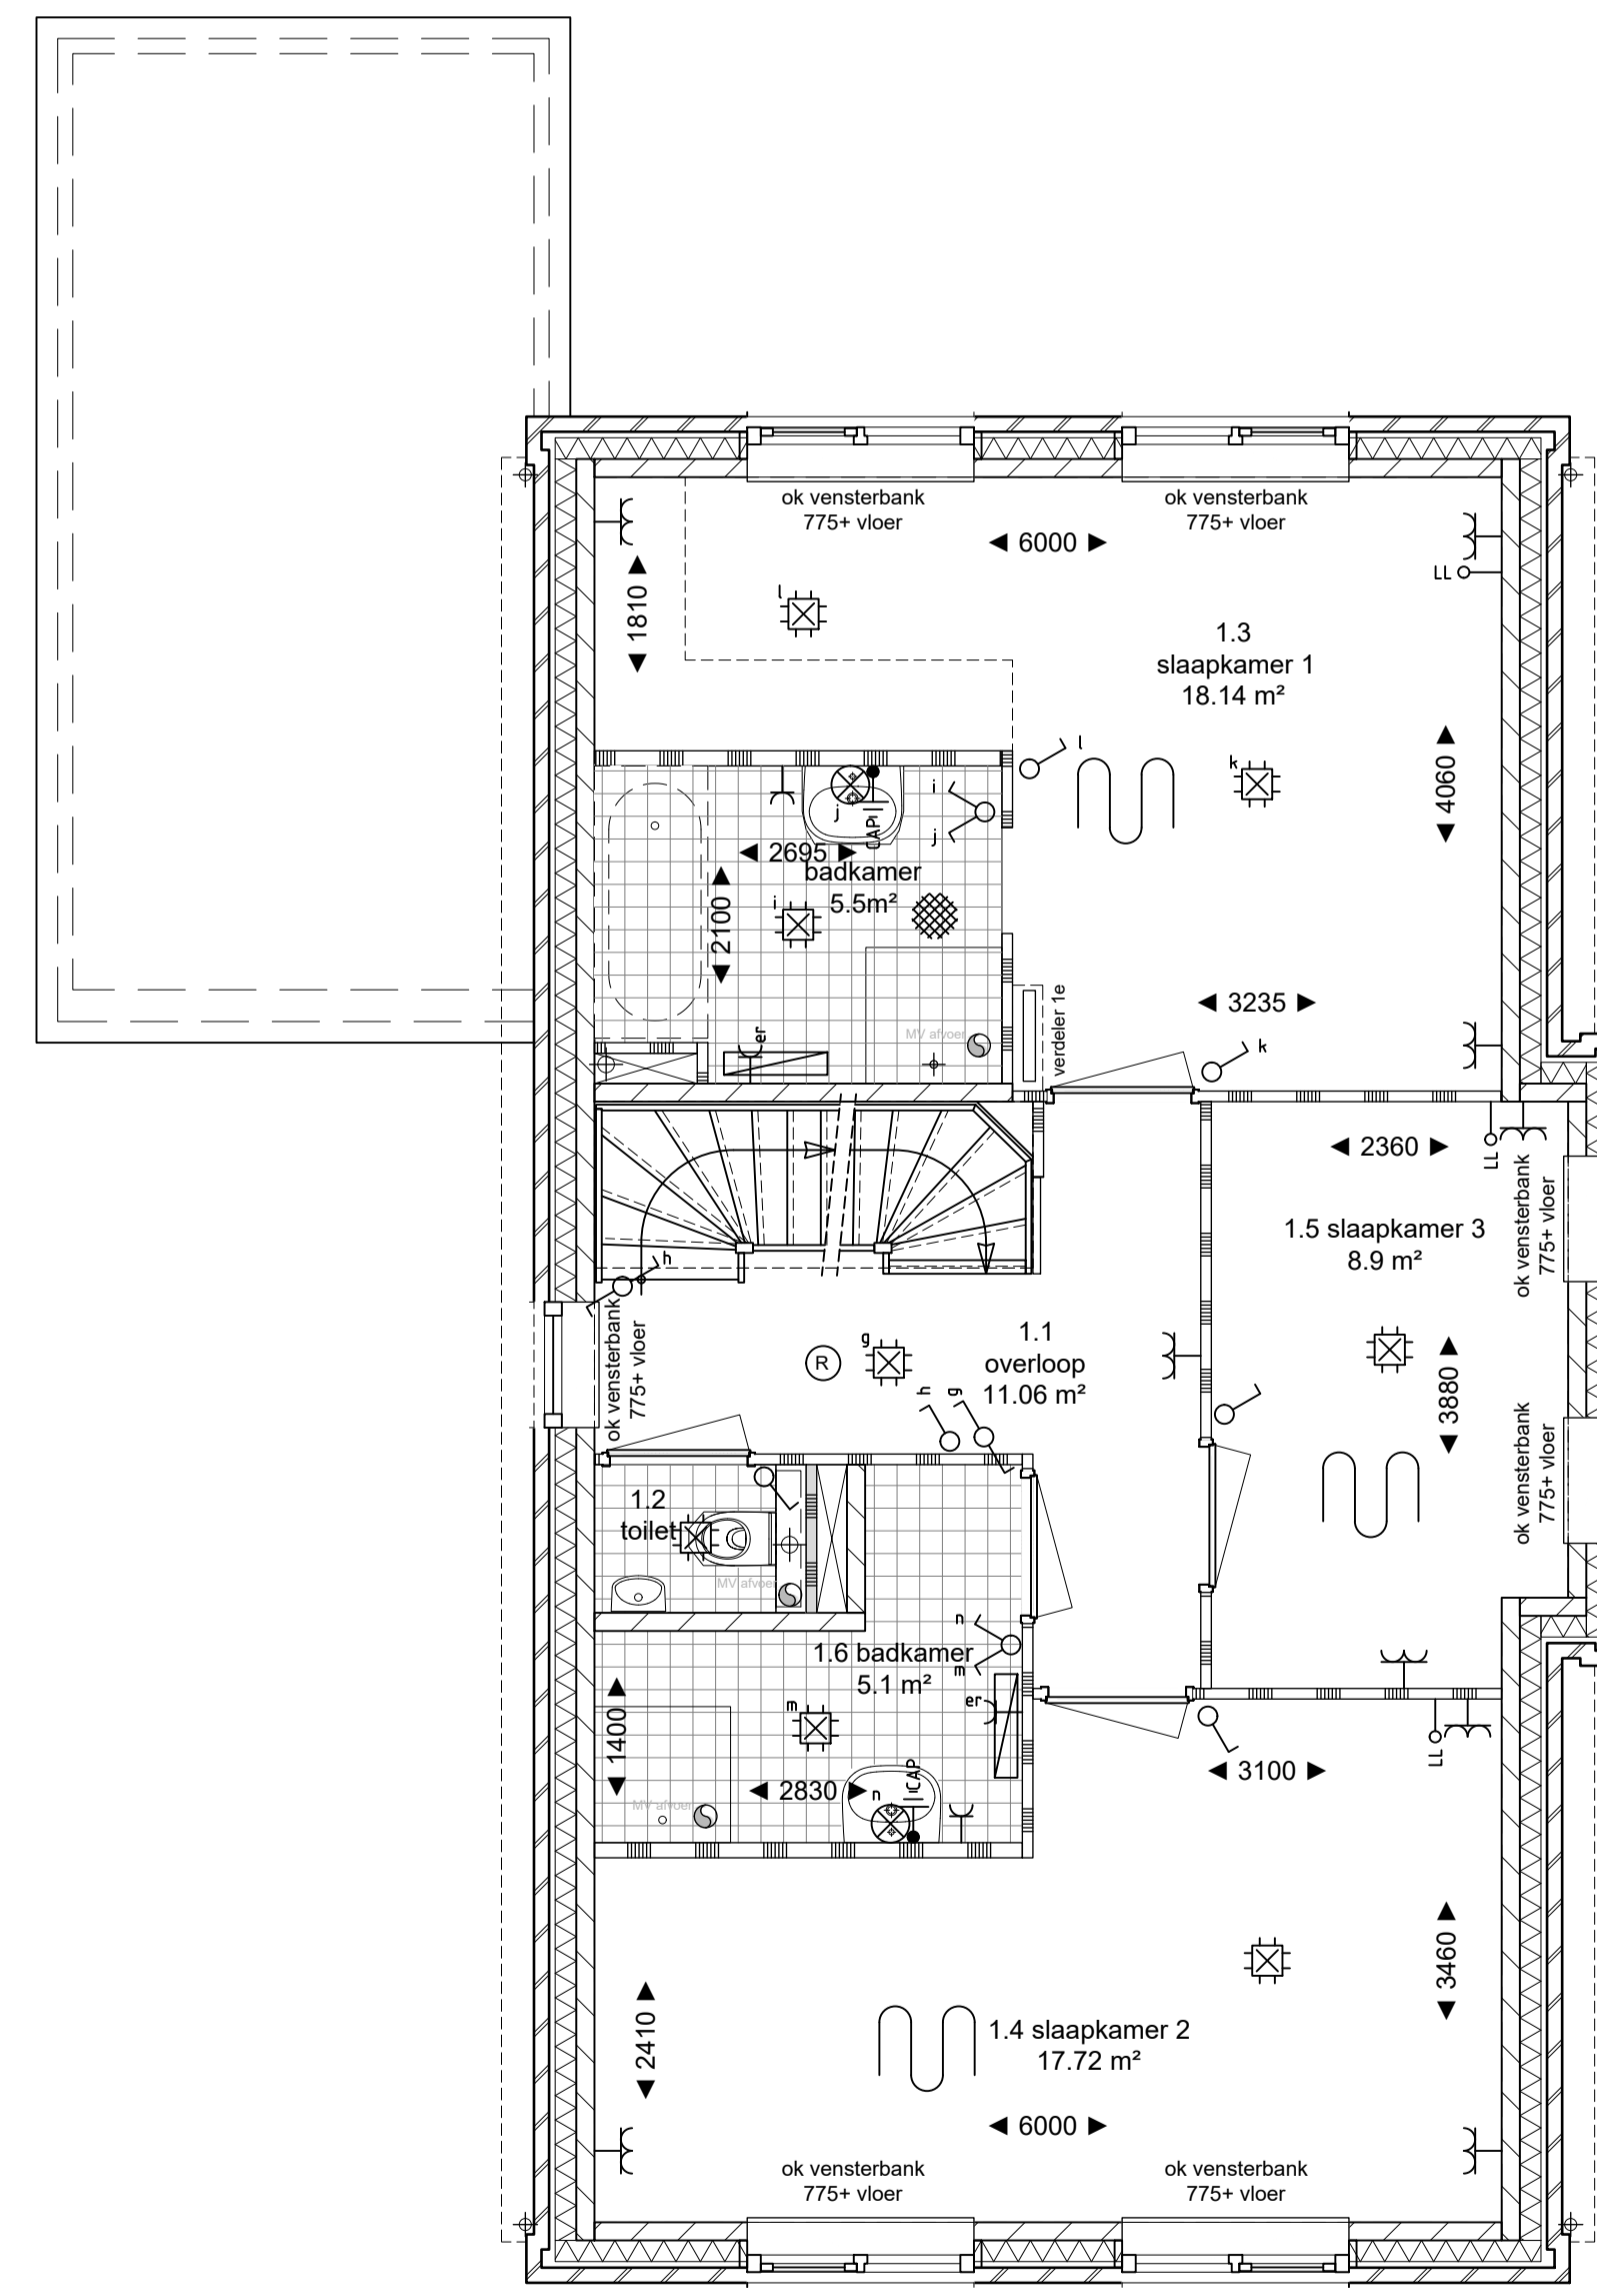 ok vensterbank
775+ vloer
ok vensterbank
775+ vloer
6000
1810
LL
l
1.3
slaapkamer 1
18.14 m²
l
k
4060
i
j
j
CAP
2695
badkamer
5.5m²
i
2100
MV afvoer
er
verdeler 1e
3235
k
2360
LL
ok vensterbank
775+ vloer
1.5 slaapkamer 3
8.9 m²
h
ok vensterbank
775+ vloer
R
g
1.1
overloop
11.06 m²
h
g
3880
ok vensterbank
775+ vloer
1.2
toilet
MV afvoer
n
m
1.6 badkamer
5.1 m²
er
m
1400
2830
n
CAP
MV afvoer
3100
LL
3460
2410
1.4 slaapkamer 2
17.72 m²
6000
ok vensterbank
775+ vloer
ok vensterbank
775+ vloer